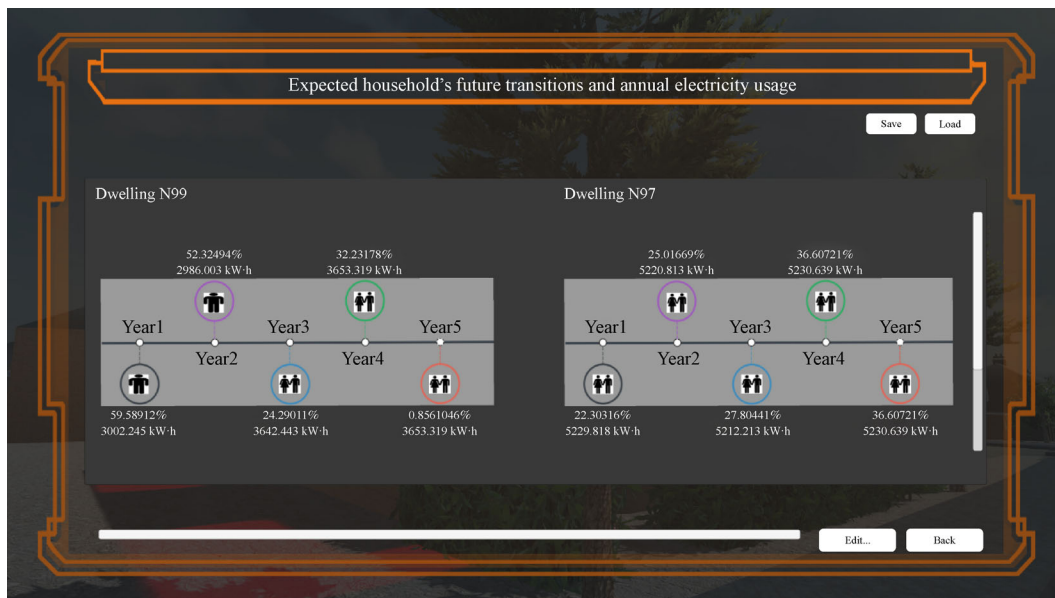 Expected household's future transitions and annual electricity usage
Save
Load
Dwelling N99
52.32494%
2986.003 kW·h
32.23178%
3653.319 kW·h
Year1
Year2
Year3
Year4
Year5
59.58912%
3002.245 kW·h
24.29011%
3642.443 kW·h
0.8561046%
3653.319 kW·h
Dwelling N97
25.01669%
5220.813 kW·h
36.60721%
5230.639 kW·h
Year1
Year2
Year3
Year4
Year5
22.30316%
5229.818 kW·h
27.80441%
5212.213 kW·h
36.60721%
5230.639 kW·h
Edit...
Back